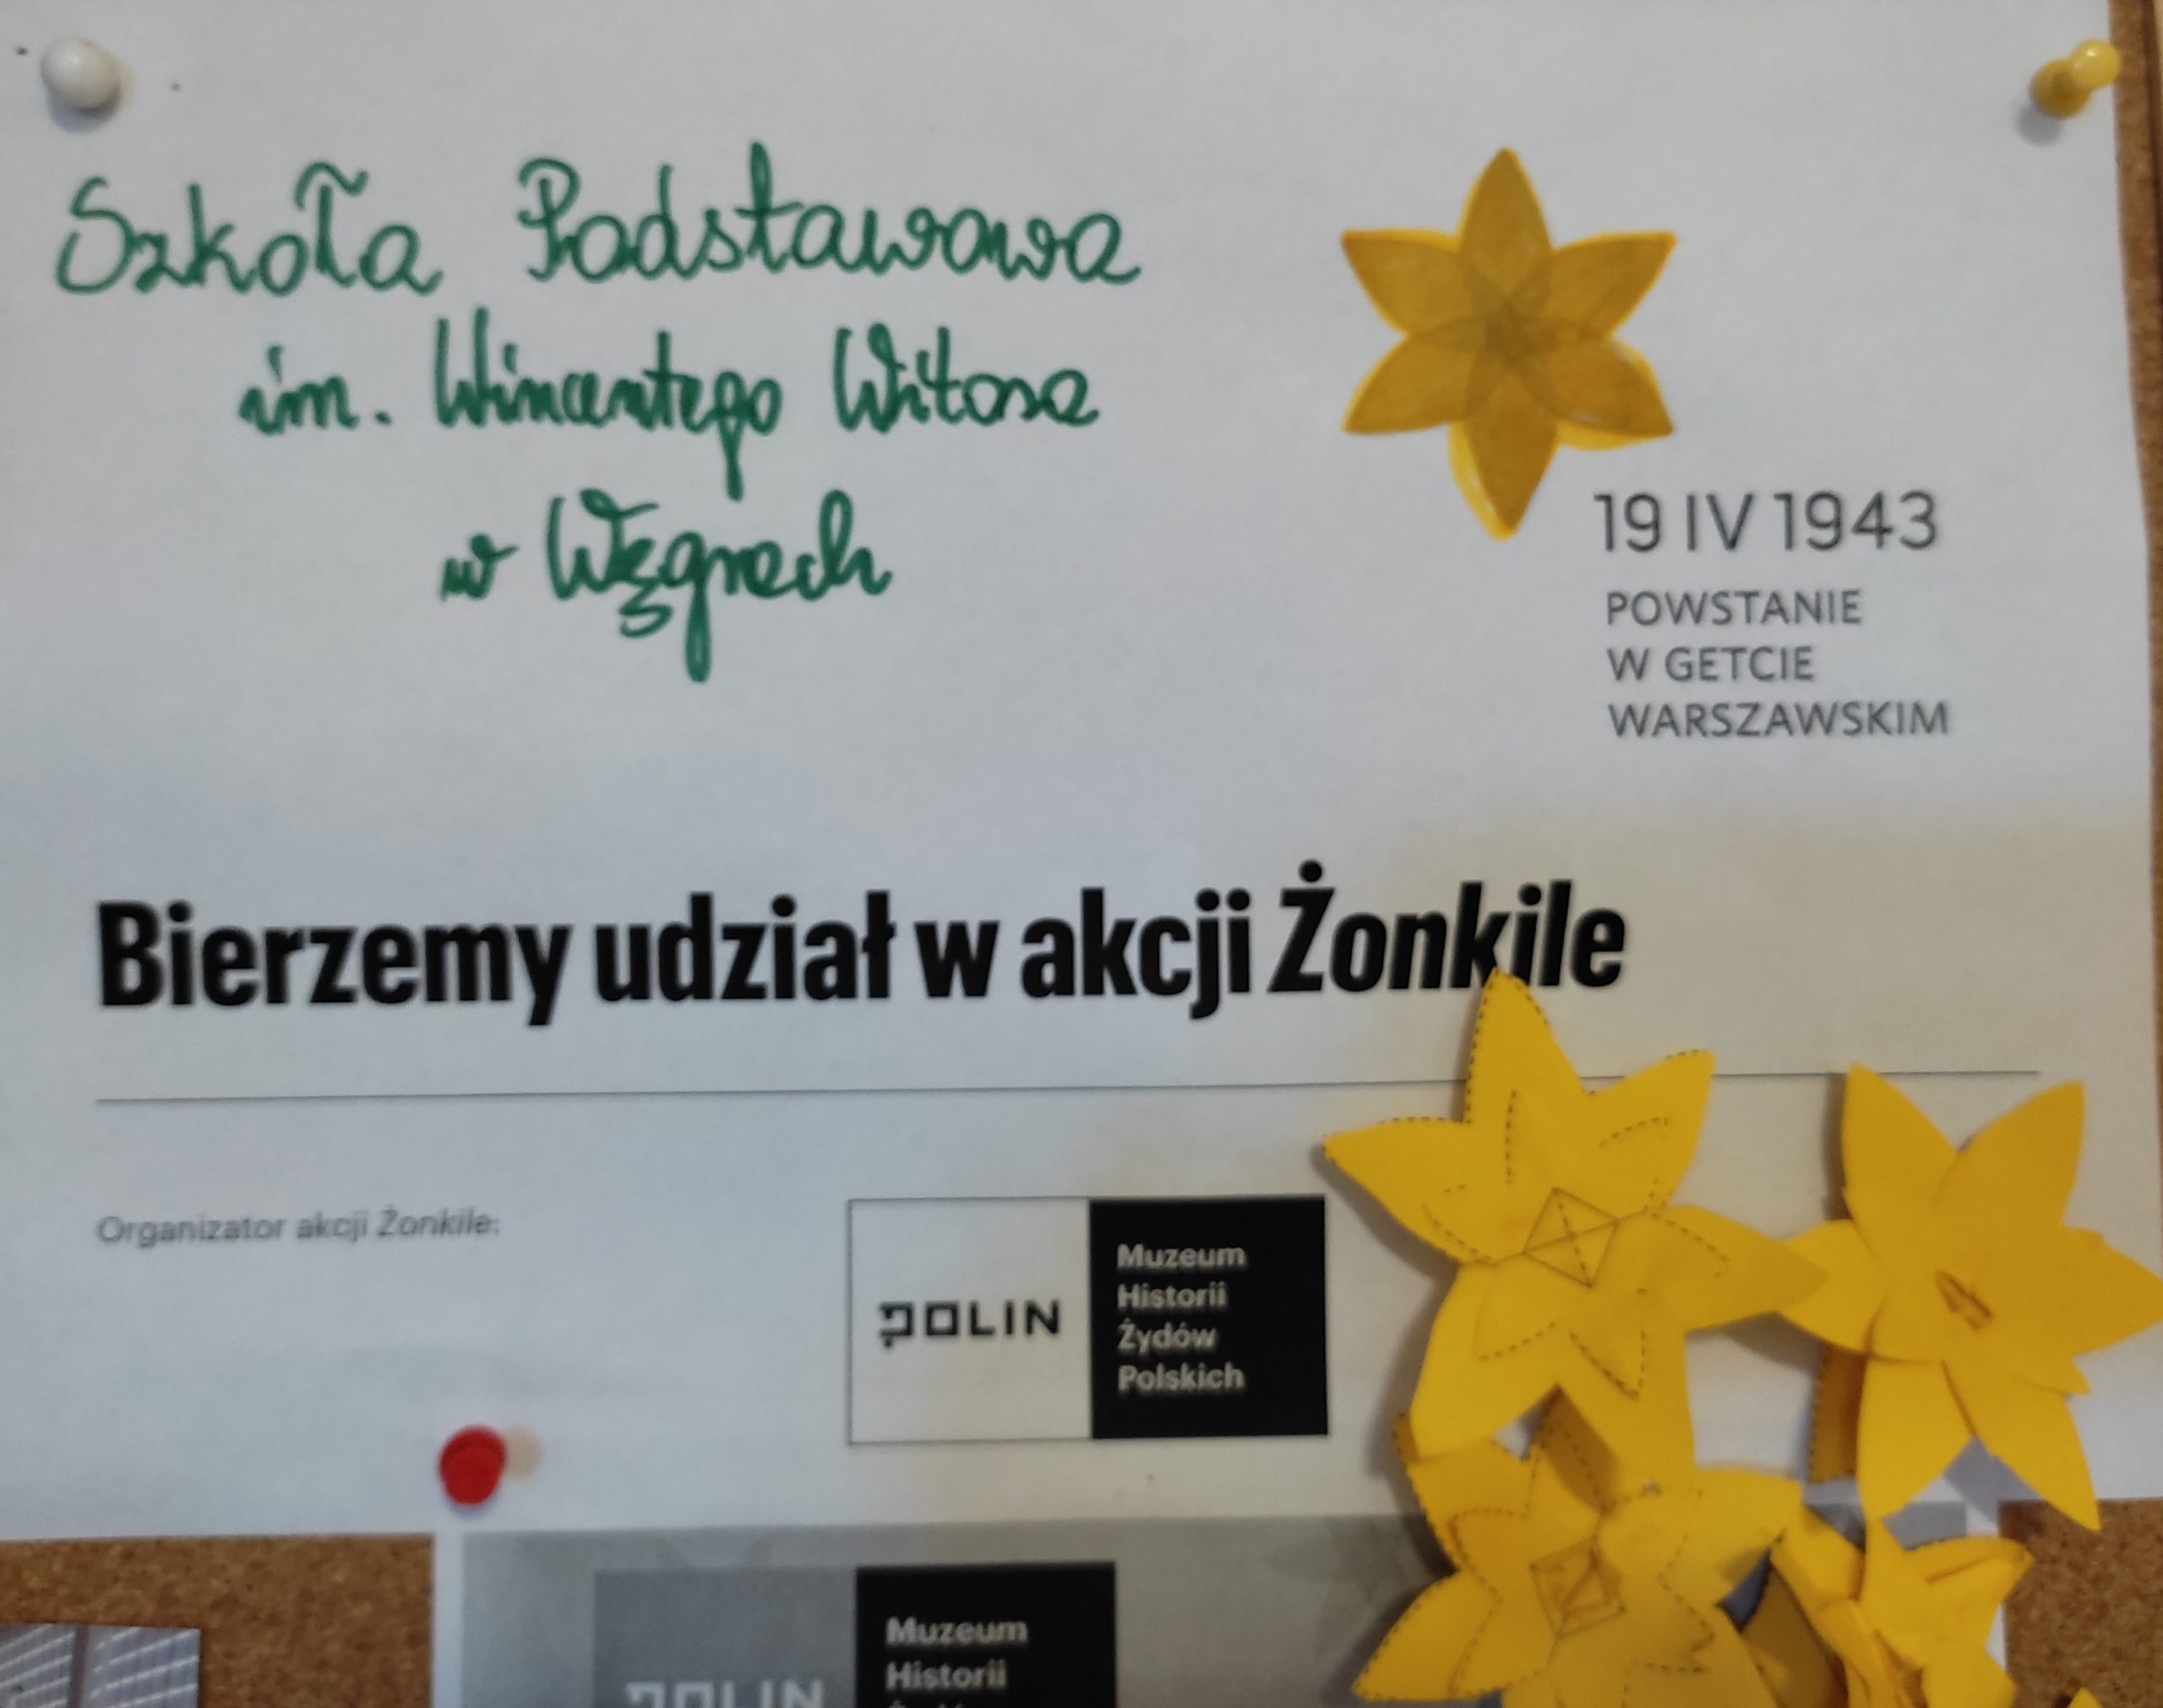 Szkoła Podstawowa
im. Wincentego Witosa
w Węgrach
19 IV 1943
POWSTANIE
W GETCIE
WARSZAWSKIM
Bierzemy udział w akcji Żonkile
Organizator akcji Żonkile:
POLIN
Muzeum
Historii
Żydów
Polskich
POLIN
Muzeum
Historii